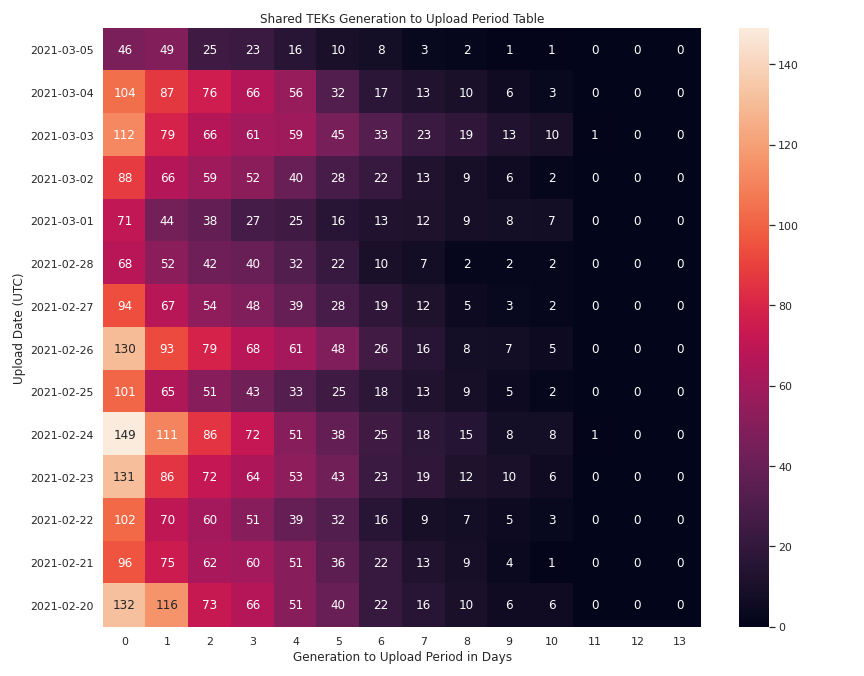 Shared TEKs Generation to Upload Period Table
Upload Date (UTC)
2021-03-05 46 49 25 23 16 10 8 3 2 1 1 0 0 0
2021-03-04 104 87 76 66 56 32 17 13 10 6 3 0 0 0
2021-03-03 112 79 66 61 59 45 33 23 19 13 10 1 0 0
2021-03-02 88 66 59 52 40 28 22 13 9 6 2 0 0 0
2021-03-01 71 44 38 27 25 16 13 12 9 8 7 0 0 0
2021-02-28 68 52 42 40 32 22 10 7 2 2 2 0 0 0
2021-02-27 94 67 54 48 39 28 19 12 5 3 2 0 0 0
2021-02-26 130 93 79 68 61 48 26 16 8 7 5 0 0 0
2021-02-25 101 65 51 43 33 25 18 13 9 5 2 0 0 0
2021-02-24 149 111 86 72 51 38 25 18 15 8 8 1 0 0
2021-02-23 131 86 72 64 53 43 23 19 12 10 6 0 0 0
2021-02-22 102 70 60 51 39 32 16 9 7 5 3 0 0 0
2021-02-21 96 75 62 60 51 36 22 13 9 4 1 0 0 0
2021-02-20 132 116 73 66 51 40 22 16 10 6 6 0 0 0
0 1 2 3 4 5 6 7 8 9 10 11 12 13
Generation to Upload Period in Days
140
120
100
80
60
40
20
0